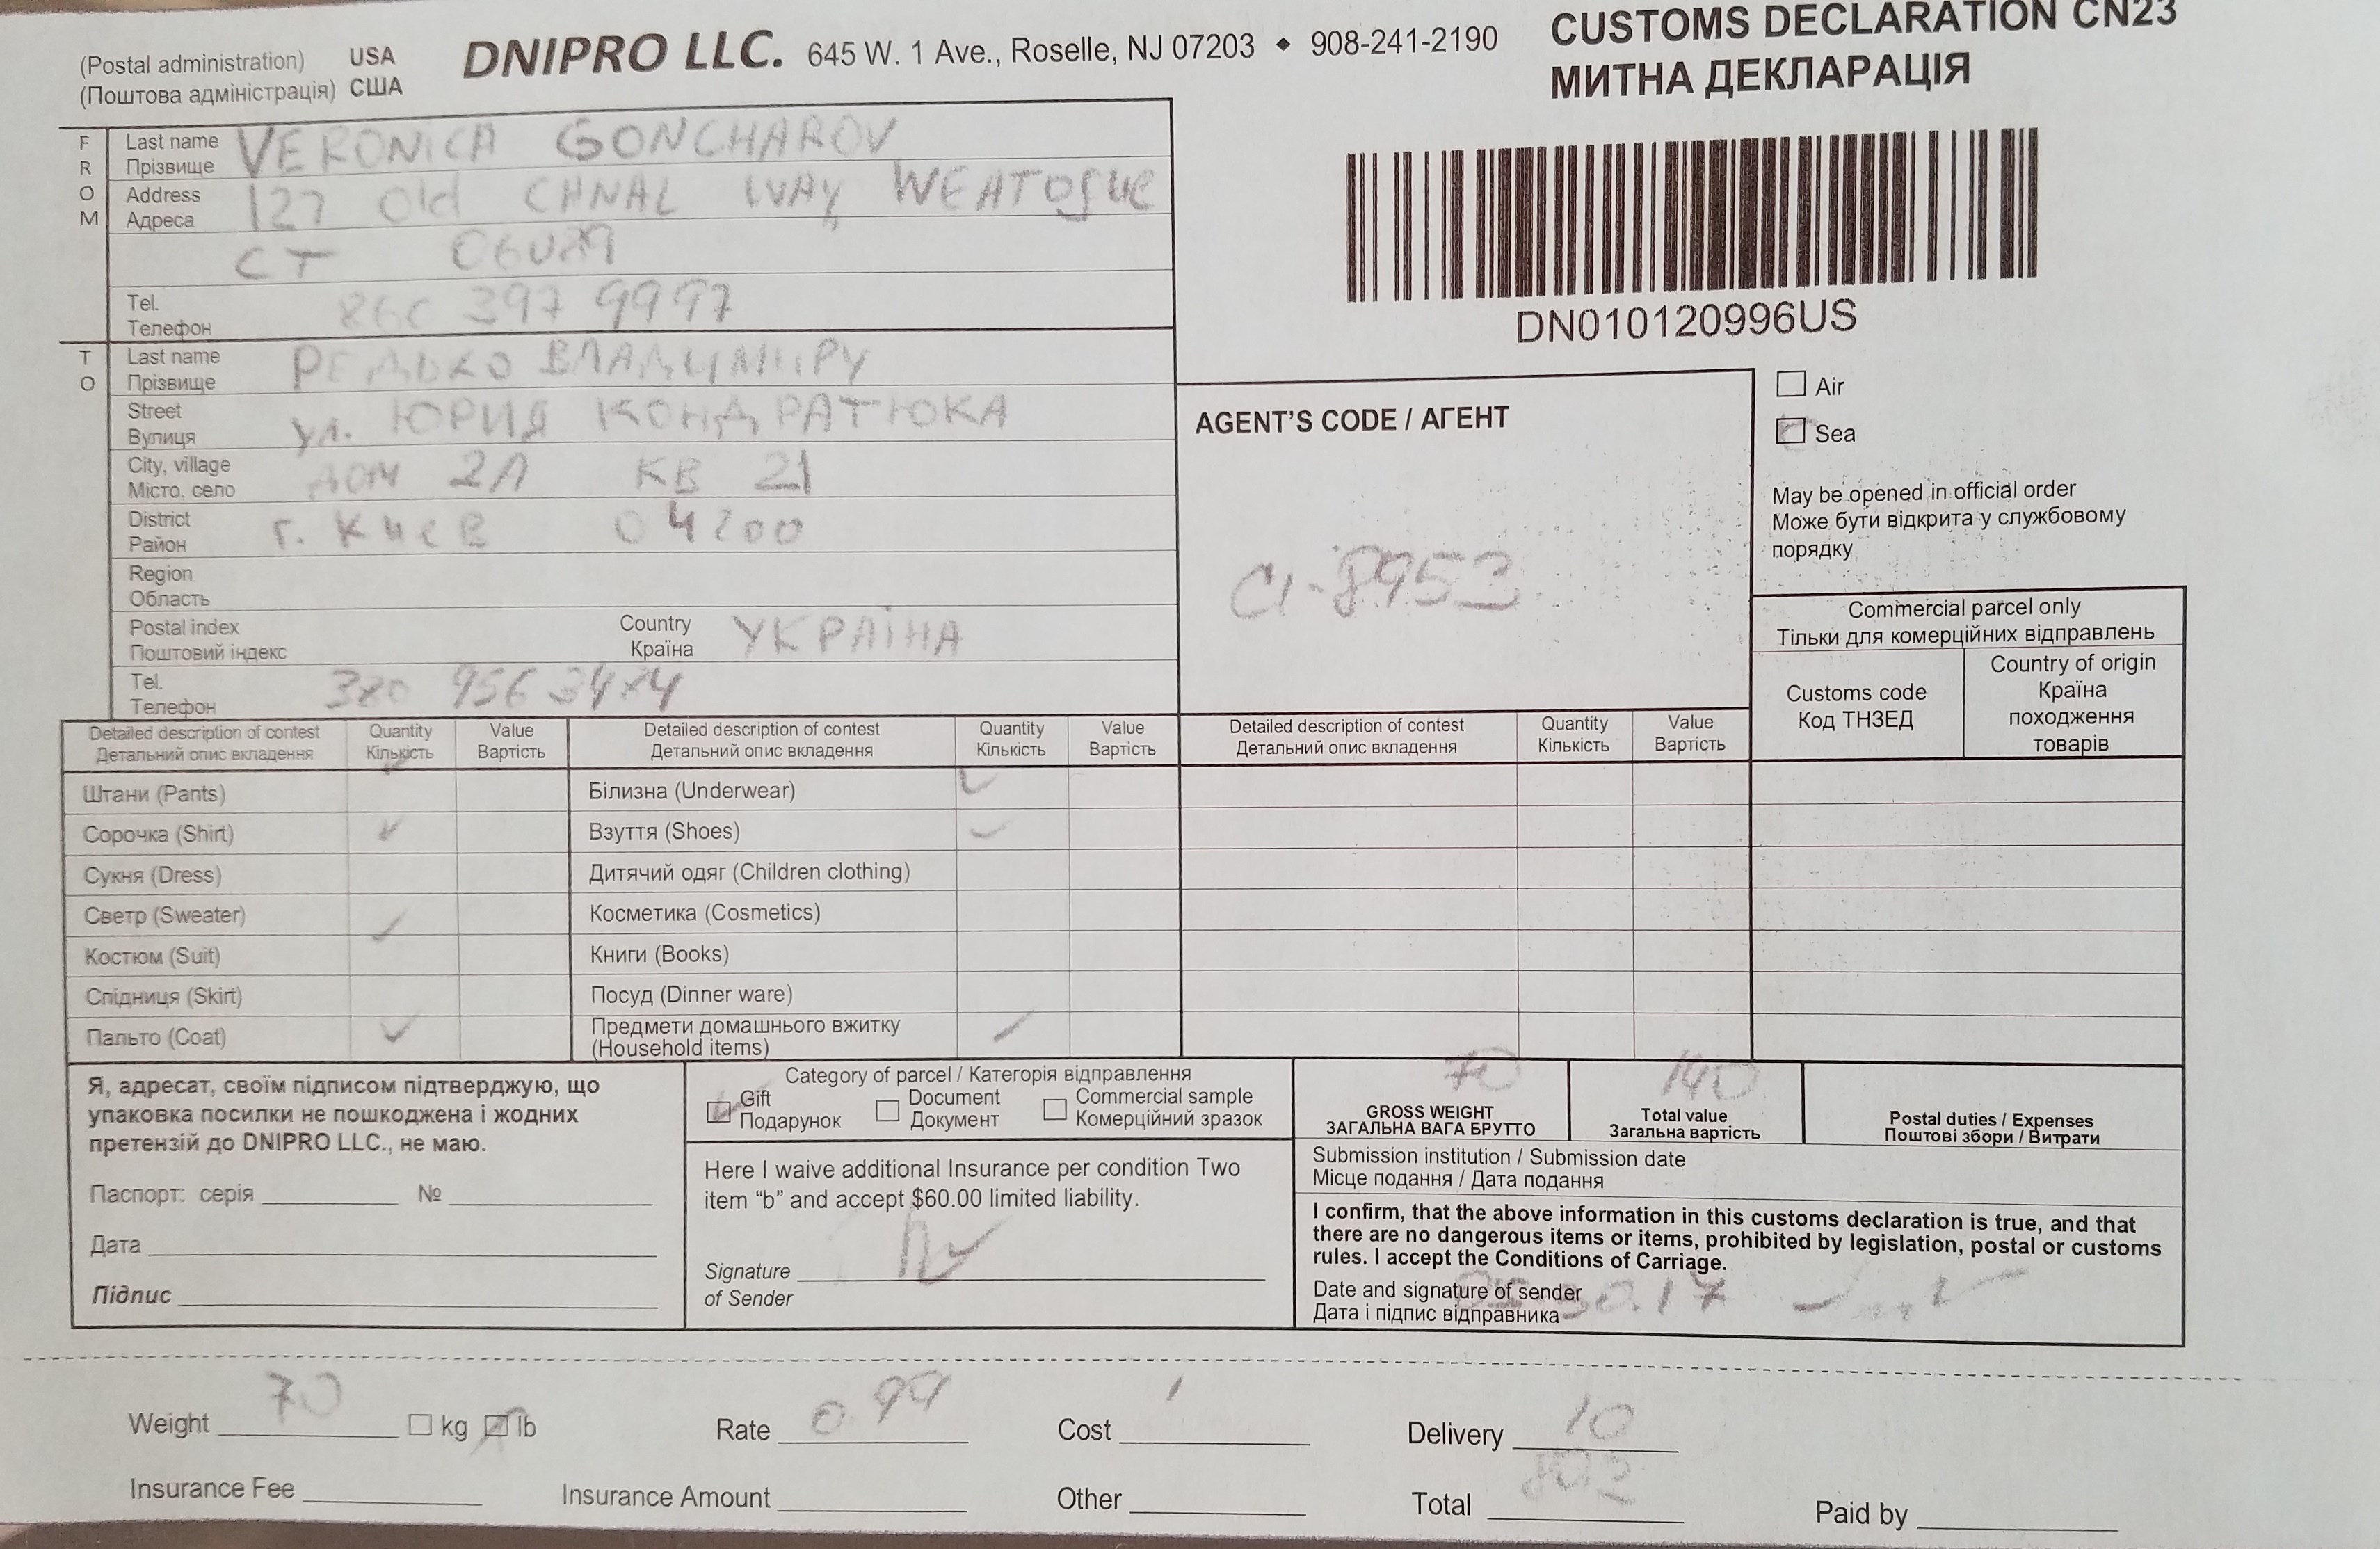 (Postal administration) USA
(Поштова адміністрація) США
DNIPRO LLC. 645 W. 1 Ave., Roselle, NJ 07203 ◆ 908-241-2190
CUSTOMS DECLARATION CN23
МИТНА ДЕКЛАРАЦІЯ
FROM
Last name
Прізвище
VERONICA GONCHAROV
Address
Адреса
127 Old CANAL WAY, WEATOGUE
CT
Tel.
Телефон
860 397 9997
DN010120996US
TO
Last name
Прізвище
РЕДЬКО ВЛАДИМИРУ
Street
Вулиця
ул. ЮРИЯ КОНДРАТЮКА
City, village
Місто, село
ДОМ 2Л КВ 21
District
Район
г. Киев 04200
Region
Область
Postal index
Поштовий індекс
Country
Країна
УКРАЇНА
Tel.
Телефон
380 956
AGENT'S CODE / АГЕНТ
CI-8953
Air
Sea
May be opened in official order
Може бути відкрита у службовому
порядку
Commercial parcel only
Тільки для комерційних відправлень
Customs code
Код ТНЗЕД
Country of origin
Країна
походження
товарів
Detailed description of contest Quantity Value Detailed description of contest Quantity Value Detailed description of contest Quantity Value
Детальний опис вкладення Кількість Вартість Детальний опис вкладення Кількість Вартість Детальний опис вкладення Кількість Вартість
Штани (Pants) Білизна (Underwear)
Сорочка (Shirt) Взуття (Shoes)
Сукня (Dress) Дитячий одяг (Children clothing)
Светр (Sweater) Косметика (Cosmetics)
Костюм (Suit) Книги (Books)
Спідниця (Skirt) Посуд (Dinner ware)
Пальто (Coat) Предмети домашнього вжитку
(Household items)
Я, адресат, своїм підписом підтверджую, що
упаковка посилки не пошкоджена і жодних
претензій до DNIPRO LLC., не маю.
Паспорт: серія №
Дата
Підпис
Category of parcel / Категорія відправлення
Gift
Подарунок
Document
Документ
Commercial sample
Комерційний зразок
Here I waive additional Insurance per condition Two
item "b" and accept $60.00 limited liability.
Signature
of Sender
70
GROSS WEIGHT
ЗАГАЛЬНА ВАГА БРУТТО
140
Total value
Загальна вартість
Postal duties / Expenses
Поштові збори / Витрати
Submission institution / Submission date
Місце подання / Дата подання
I confirm, that the above information in this customs declaration is true, and that
there are no dangerous items or items, prohibited by legislation, postal or customs
rules. I accept the Conditions of Carriage.
Date and signature of sender
Дата і підпис відправника
Weight 70 kg lb Rate 0.99 Cost Delivery 10
Insurance Fee Insurance Amount Other Total Paid by